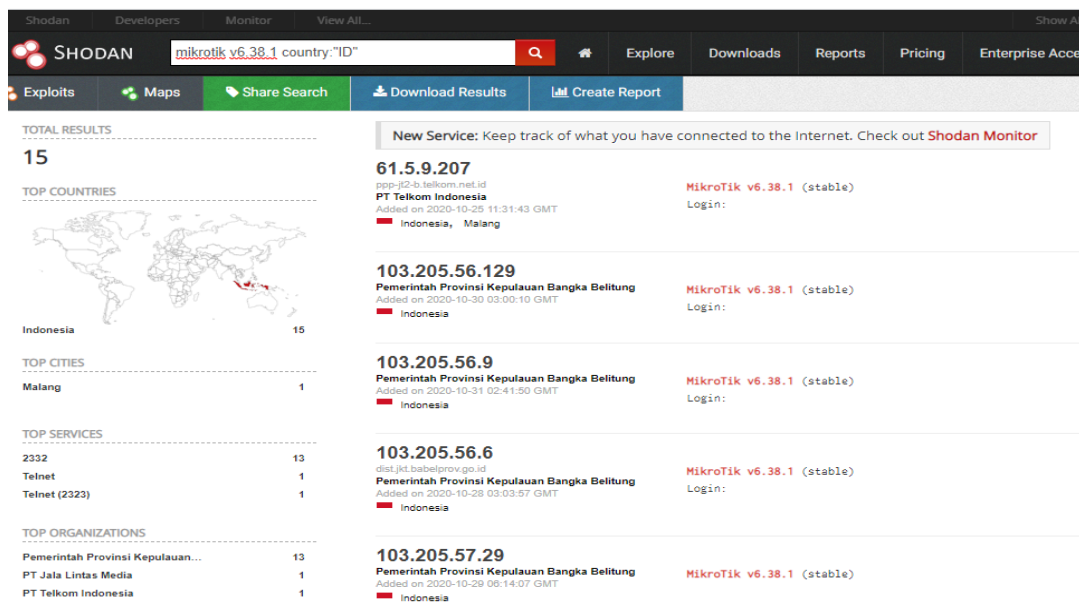 Shodan Developers Monitor View All...
SHODAN mikrotik v6.38.1 country:"ID" Explore Downloads Reports Pricing
Exploits Maps Share Search Download Results Create Report
TOTAL RESULTS
15
TOP COUNTRIES
Indonesia 15
TOP CITIES
Malang 1
TOP SERVICES
2332 13
Telnet 1
Telnet (2323) 1
TOP ORGANIZATIONS
Pemerintah Provinsi Kepulauan... 13
PT Jala Lintas Media 1
PT Telkom Indonesia 1
New Service: Keep track of what you have connected to the Internet. Check out Shodan Monitor
61.5.9.207
ppp-jt2-b.telkom.net.id
PT Telkom Indonesia
Added on 2020-10-25 11:31:43 GMT
Indonesia, Malang
MikroTik v6.38.1 (stable)
Login:
103.205.56.129
Pemerintah Provinsi Kepulauan Bangka Belitung
Added on 2020-10-30 03:00:10 GMT
Indonesia
MikroTik v6.38.1 (stable)
Login:
103.205.56.9
Pemerintah Provinsi Kepulauan Bangka Belitung
Added on 2020-10-31 02:41:50 GMT
Indonesia
MikroTik v6.38.1 (stable)
Login:
103.205.56.6
dist.jkt.babelprov.go.id
Pemerintah Provinsi Kepulauan Bangka Belitung
Added on 2020-10-28 03:03:57 GMT
Indonesia
MikroTik v6.38.1 (stable)
Login:
103.205.57.29
Pemerintah Provinsi Kepulauan Bangka Belitung
Added on 2020-10-29 06:14:07 GMT
Indonesia
MikroTik v6.38.1 (stable)